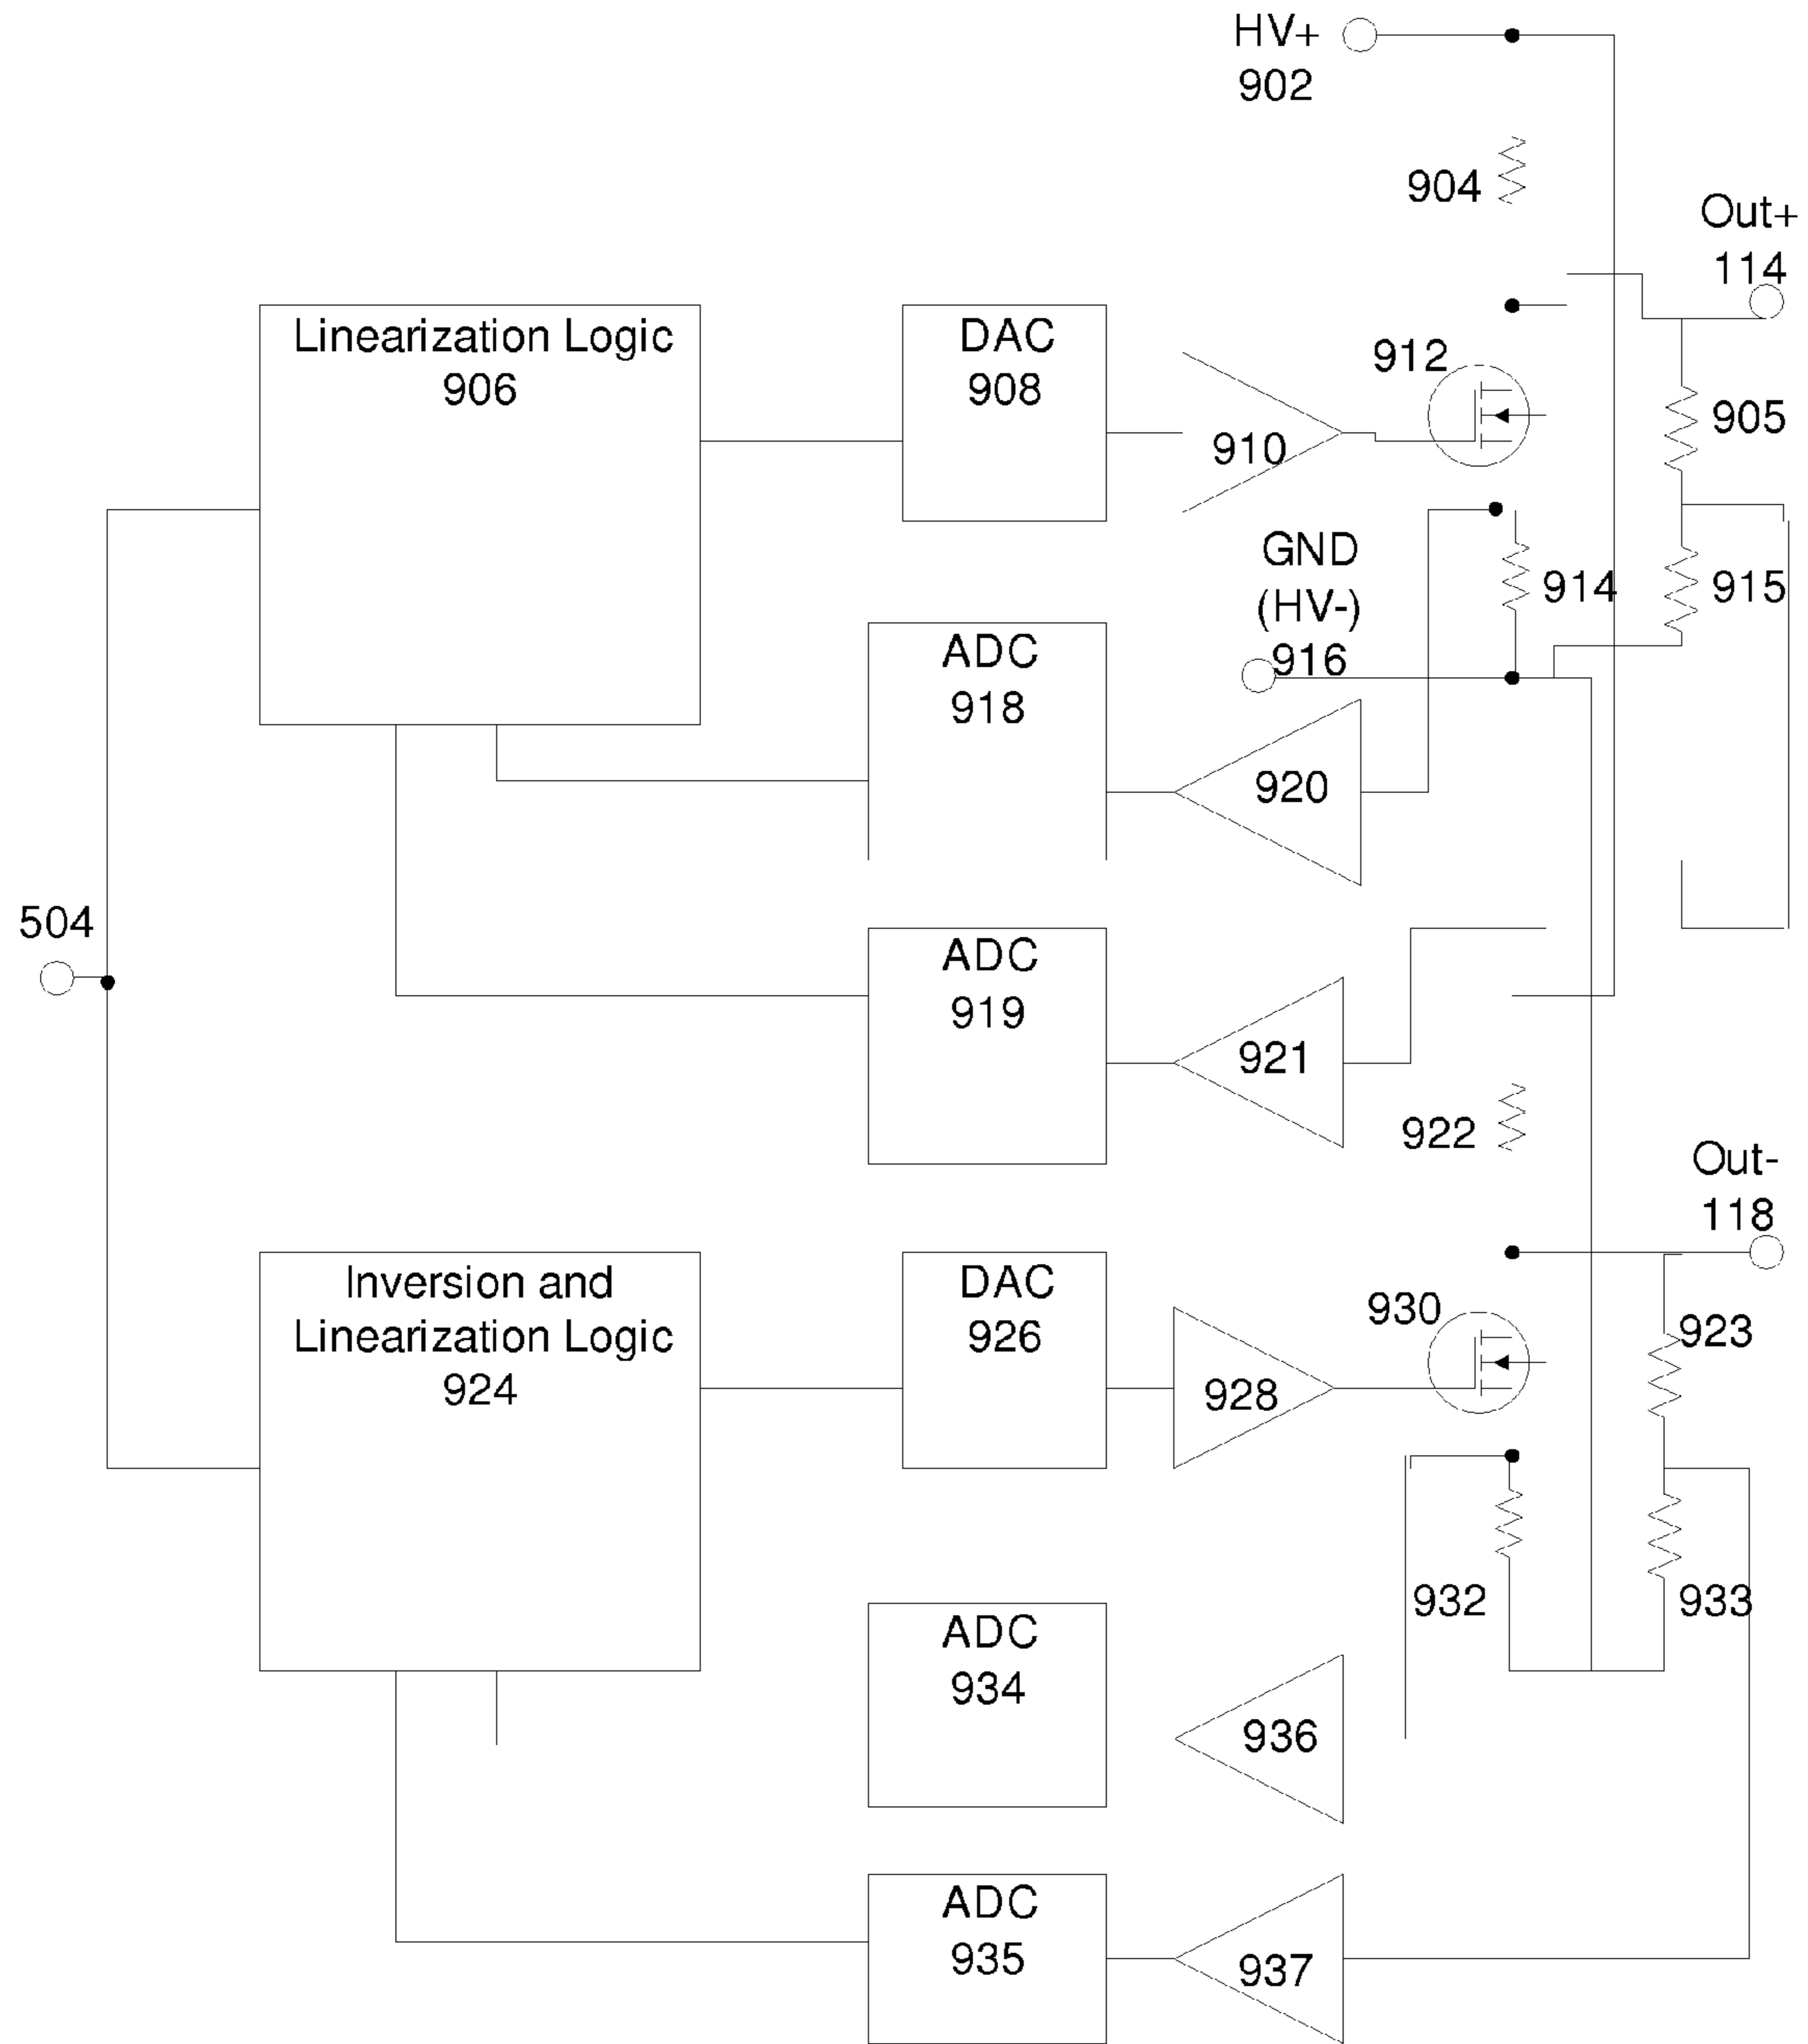 HV+
902
904
Out+
114
Linearization Logic
906
DAC
908
910
912
905
GND
(HV-)
916
914
915
ADC
918
920
504
ADC
919
921
922
Out-
118
Inversion and
Linearization Logic
924
DAC
926
928
930
923
932
933
ADC
934
936
ADC
935
937